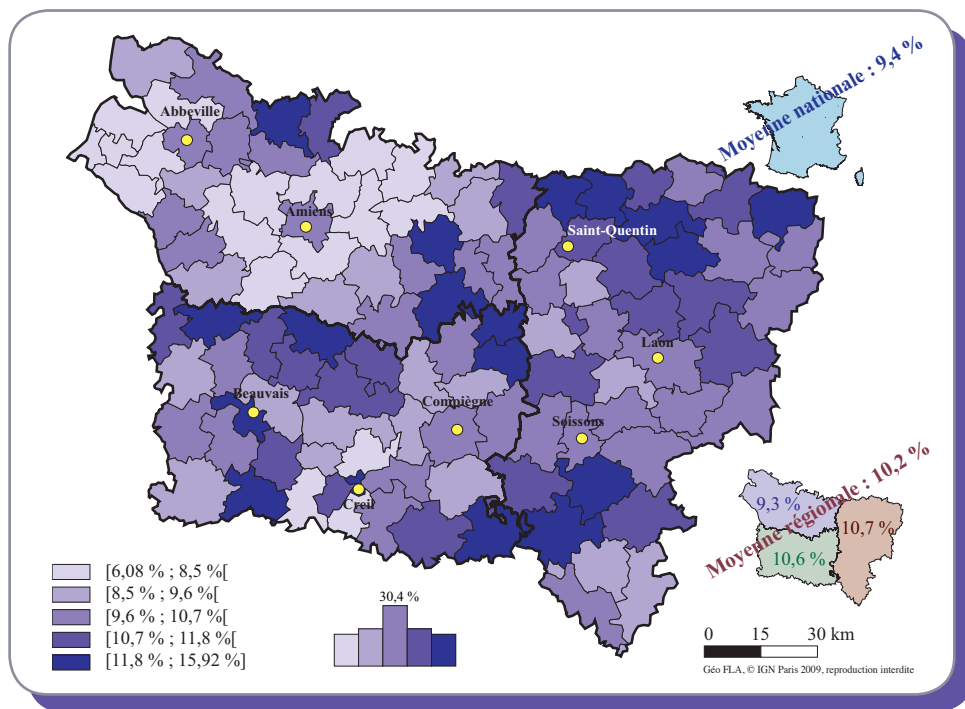 Moyenne nationale : 9,4 %
Abbeville
Amiens
Saint-Quentin
Laon
Beauvais
Compiègne
Soissons
Creil
Moyenne régionale : 10,2 %
9,3 %
10,7 %
10,6 %
[6,08 % ; 8,5 %[
[8,5 % ; 9,6 %[
[9,6 % ; 10,7 %[
[10,7 % ; 11,8 %[
[11,8 % ; 15,92 %]
30,4 %
0 15 30 km
Géo FLA, © IGN Paris 2009, reproduction interdite